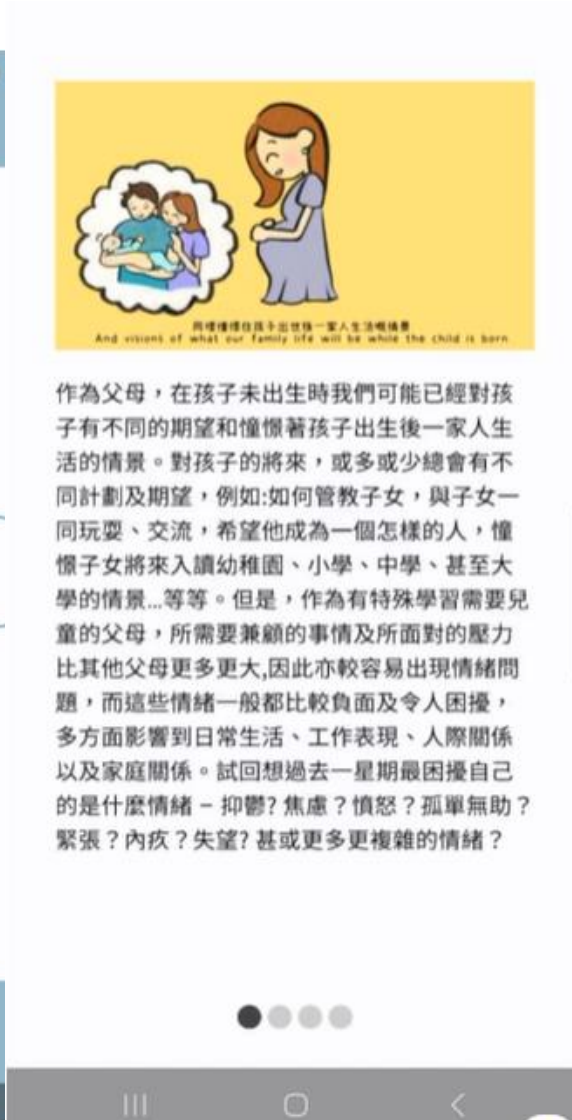 同埋憧憬住孩子出世後一家人生活嘅情景
And visions of what our family life will be while the child is born
作為父母，在孩子未出生時我們可能已經對孩
子有不同的期望和憧憬著孩子出生後一家人生
活的情景。對孩子的將來，或多或少總會有不
同計劃及期望，例如:如何管教子女，與子女一
同玩耍、交流，希望他成為一個怎樣的人，憧
憬子女將來入讀幼稚園、小學、中學、甚至大
學的情景...等等。但是，作為有特殊學習需要兒
童的父母，所需要兼顧的事情及所面對的壓力
比其他父母更多更大,因此亦較容易出現情緒問
題，而這些情緒一般都比較負面及令人困擾，
多方面影響到日常生活、工作表現、人際關係
以及家庭關係。試回想過去一星期最困擾自己
的是什麼情緒 – 抑鬱? 焦慮？憤怒？孤單無助？
緊張？內疚？失望? 甚或更多更複雜的情緒？